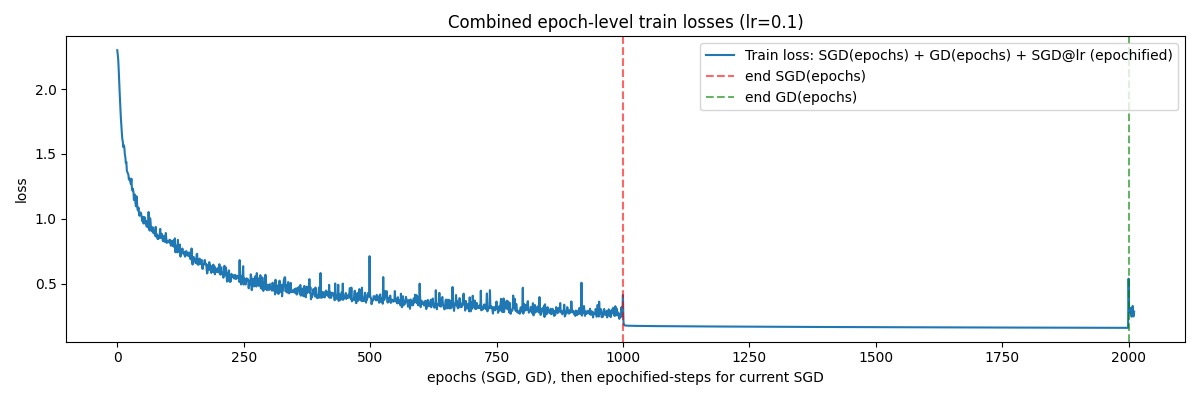 Combined epoch-level train losses (lr=0.1)
Train loss: SGD(epochs) + GD(epochs) + SGD@lr (epochified)
end SGD(epochs)
end GD(epochs)
loss
2.0
1.5
1.0
0.5
0 250 500 750 1000 1250 1500 1750 2000
epochs (SGD, GD), then epochified-steps for current SGD